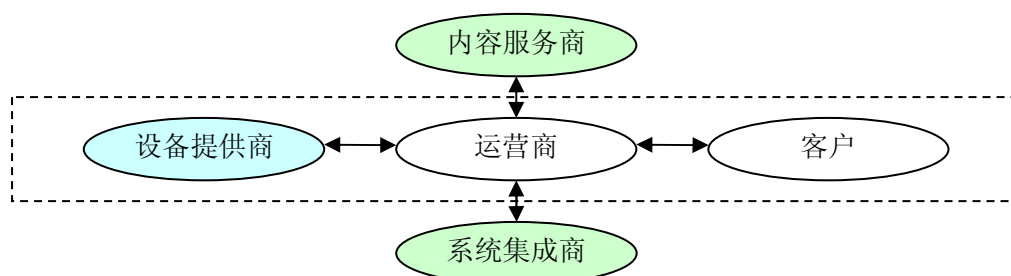 内容服务商
设备提供商
运营商
客户
系统集成商